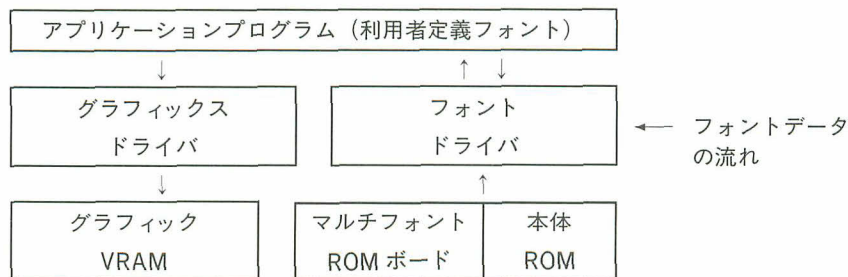 アプリケーションプログラム（利用者定義フォント）
↓ ↑ ↓
グラフィックス
ドライバ
フォント
ドライバ
← フォントデータ
の流れ
↓ ↑
グラフィック
VRAM
マルチフォント
ROM ボード
本体
ROM